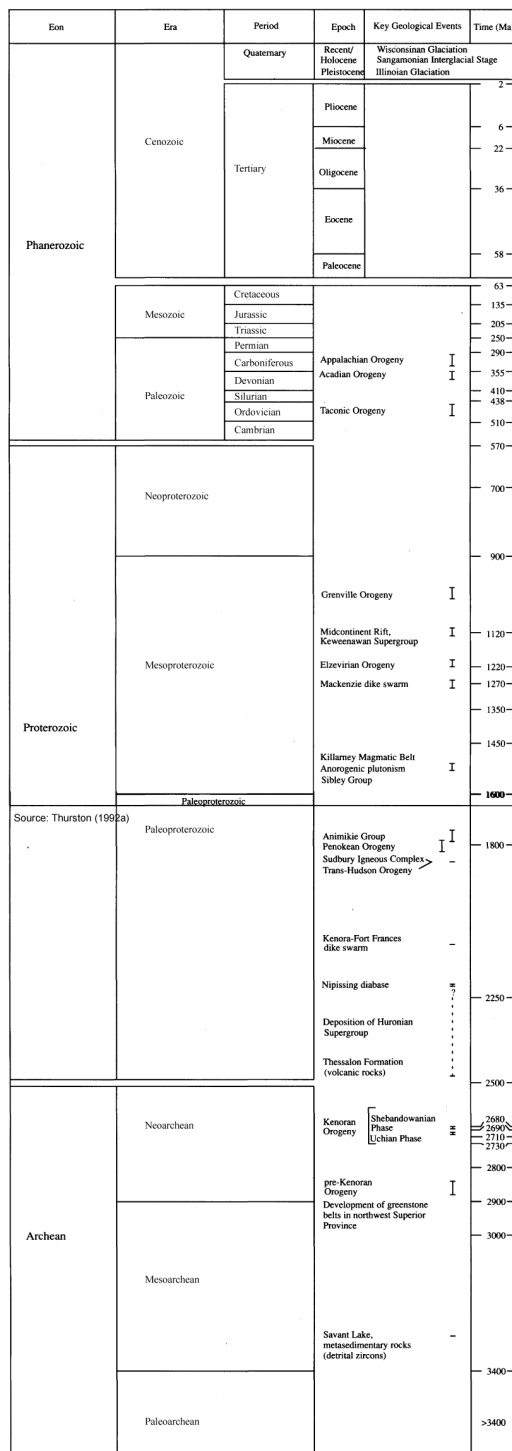 Eon Era Period Epoch Key Geological Events Time (Ma)
Phanerozoic
Cenozoic
Quaternary
Recent/
Holocene
Pleistocene
Wisconsinan Glaciation
Sangamonian Interglacial Stage
Illinoian Glaciation
2
Tertiary
Pliocene
6
Miocene
22
Oligocene
36
Eocene
58
Paleocene
63
Mesozoic
Cretaceous
135
Jurassic
205
Triassic
250
Paleozoic
Permian
290
Carboniferous
Appalachian Orogeny
355
Devonian
Acadian Orogeny
410
Silurian
438
Ordovician
Taconic Orogeny
510
Cambrian
570
Proterozoic
Neoproterozoic
700
900
Mesoproterozoic
Grenville Orogeny
Midcontinent Rift,
Keweenawan Supergroup
1120
Elzevirian Orogeny
1220
Mackenzie dike swarm
1270
1350
1450
Killarney Magmatic Belt
Anorogenic plutonism
Sibley Group
1600
Paleoproterozoic
Source: Thurston (1992a)
Paleoproterozoic
Animikie Group
Penokean Orogeny
1800
Sudbury Igneous Complex
Trans-Hudson Orogeny
Kenora-Fort Frances
dike swarm
Nipissing diabase
?
2250
Deposition of Huronian
Supergroup
Thessalon Formation
(volcanic rocks)
2500
Archean
Neoarchean
Kenoran
Orogeny
Shebandowanian
Phase
Uchian Phase
2680
2690
2710
2730
2800
pre-Kenoran
Orogeny
2900
Development of greenstone
belts in northwest Superior
Province
3000
Mesoarchean
Savant Lake,
metasedimentary rocks
(detrital zircons)
3400
Paleoarchean
>3400